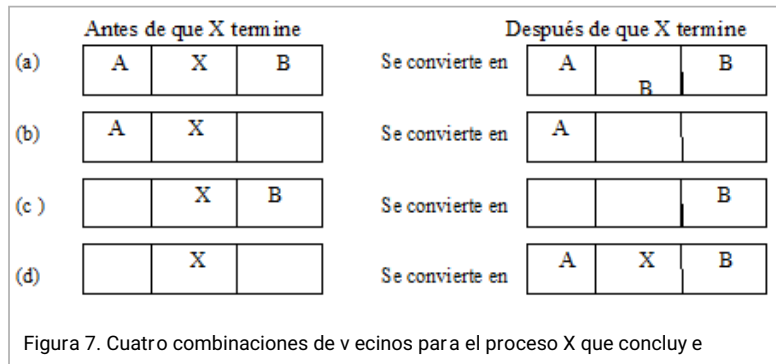 Antes de que X termine Después de que X termine
(a) A X B Se convierte en A B B
(b) A X Se convierte en A
(c ) X B Se convierte en B
(d) X Se convierte en A X B
Figura 7. Cuatro combinaciones de v ecinos para el proceso X que concluy e